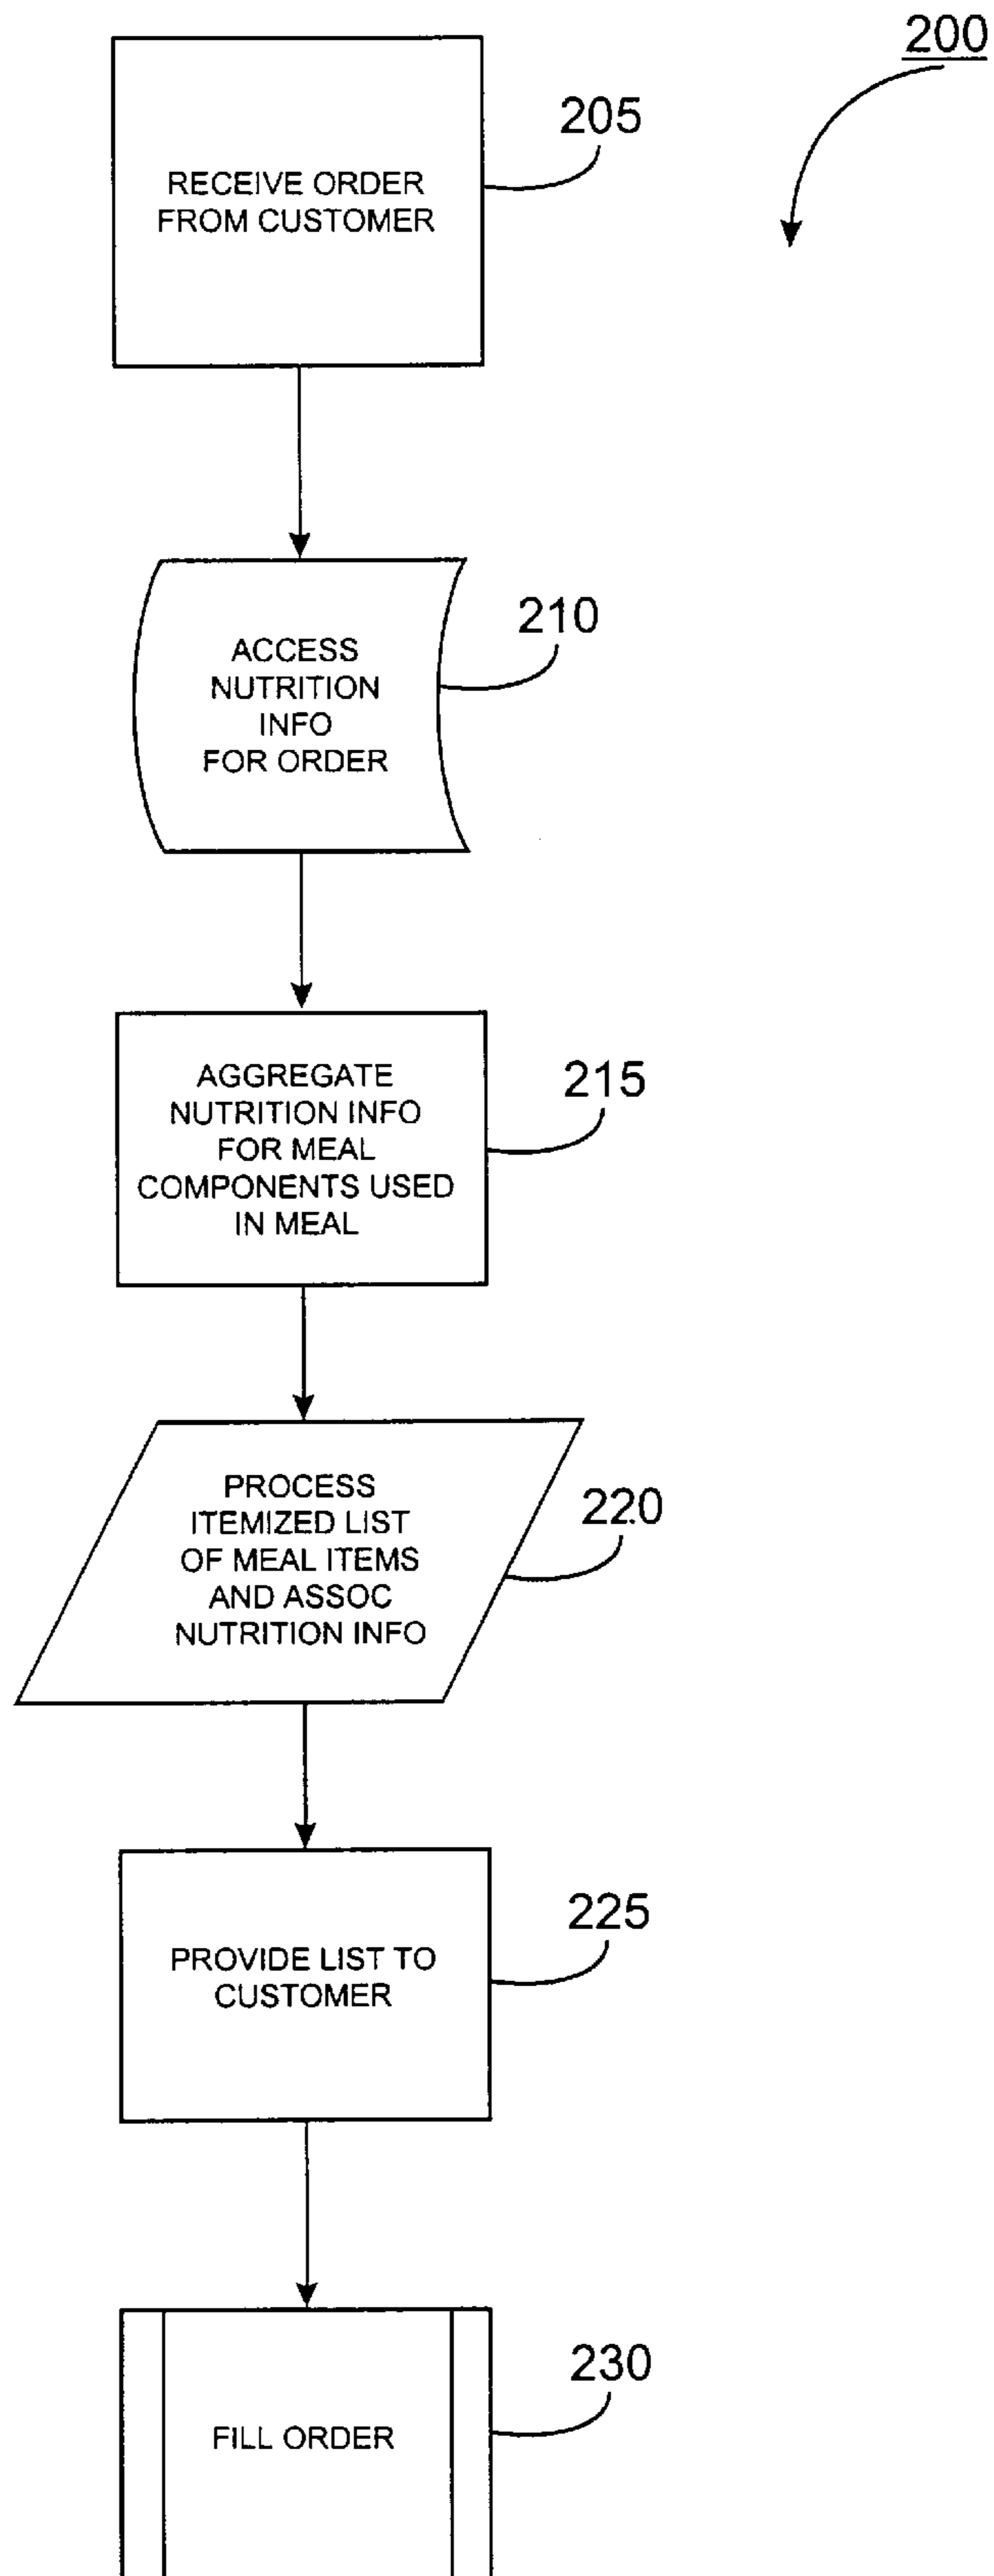 200
205
RECEIVE ORDER
FROM CUSTOMER
210
ACCESS
NUTRITION
INFO
FOR ORDER
215
AGGREGATE
NUTRITION INFO
FOR MEAL
COMPONENTS USED
IN MEAL
220
PROCESS
ITEMIZED LIST
OF MEAL ITEMS
AND ASSOC
NUTRITION INFO
225
PROVIDE LIST TO
CUSTOMER
230
FILL ORDER